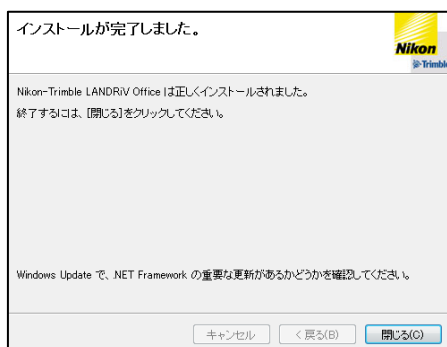 インストールが完了しました。
Nikon
Trimble
Nikon-Trimble LANDRiV Office は正しくインストールされました。
終了するには、[閉じる]をクリックしてください。
Windows Update で、.NET Framework の重要な更新があるかどうかを確認してください。
キャンセル
< 戻る(B)
閉じる(C)